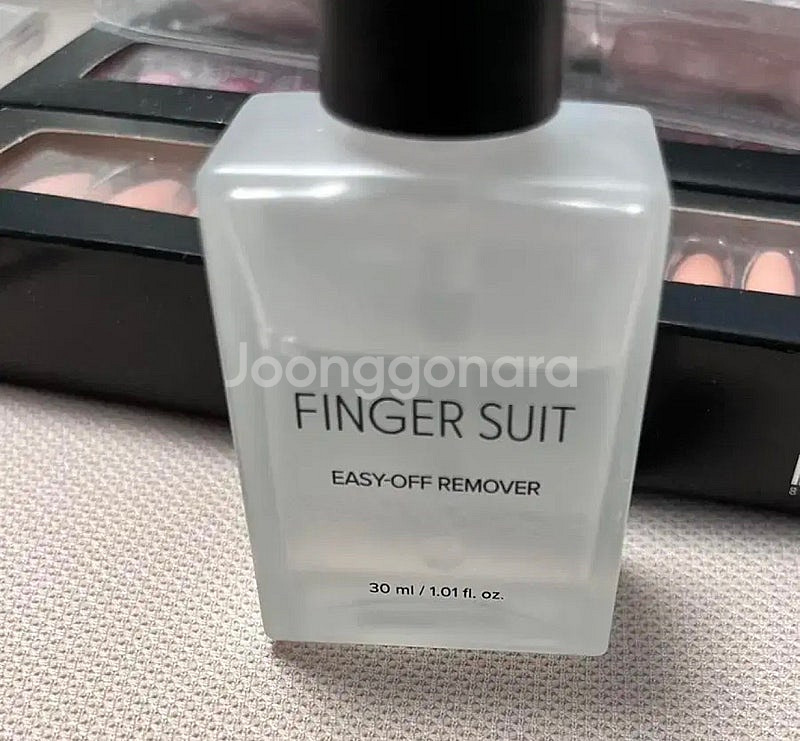 Joonggonara
FINGER SUIT
EASY-OFF REMOVER
30 ml / 1.01 fl. oz.